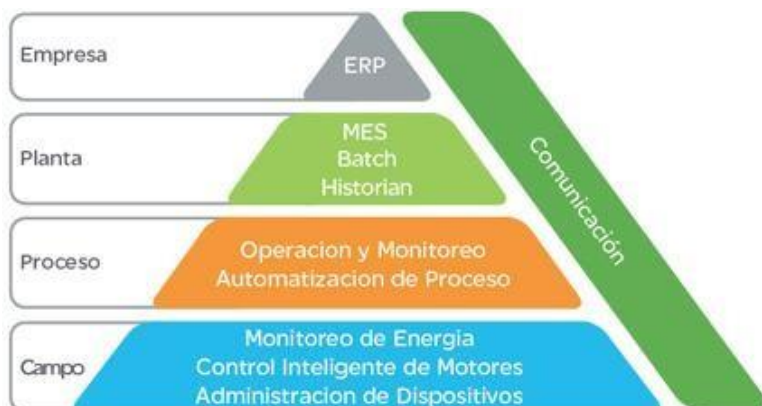 Empresa
ERP
Planta
MES
Batch
Historian
Proceso
Operacion y Monitoreo
Automatizacion de Proceso
Campo
Monitoreo de Energia
Control Inteligente de Motores
Administracion de Dispositivos
Comunicación